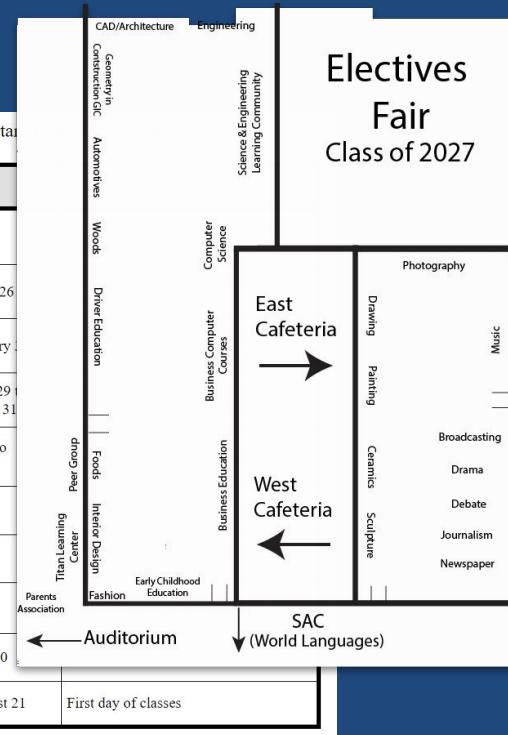 CAD/Architecture
Engineering
Geometry in
Contstruction GIC
Automotives
Woods
Driver Education
Foods
Interior Design
Fashion
Early Childhood
Education
Peer Group
Titan Learning
Center
Parents
Association
Science & Engineering
Learning Community
Computer
Science
Business Computer
Courses
Business Education
Electives
Fair
Class of 2027
East
Cafeteria
West
Cafeteria
Photography
Drawing
Painting
Ceramics
Sculpture
Music
Broadcasting
Drama
Debate
Journalism
Newspaper
Auditorium
SAC
(World Languages)
26
31
First day of classes